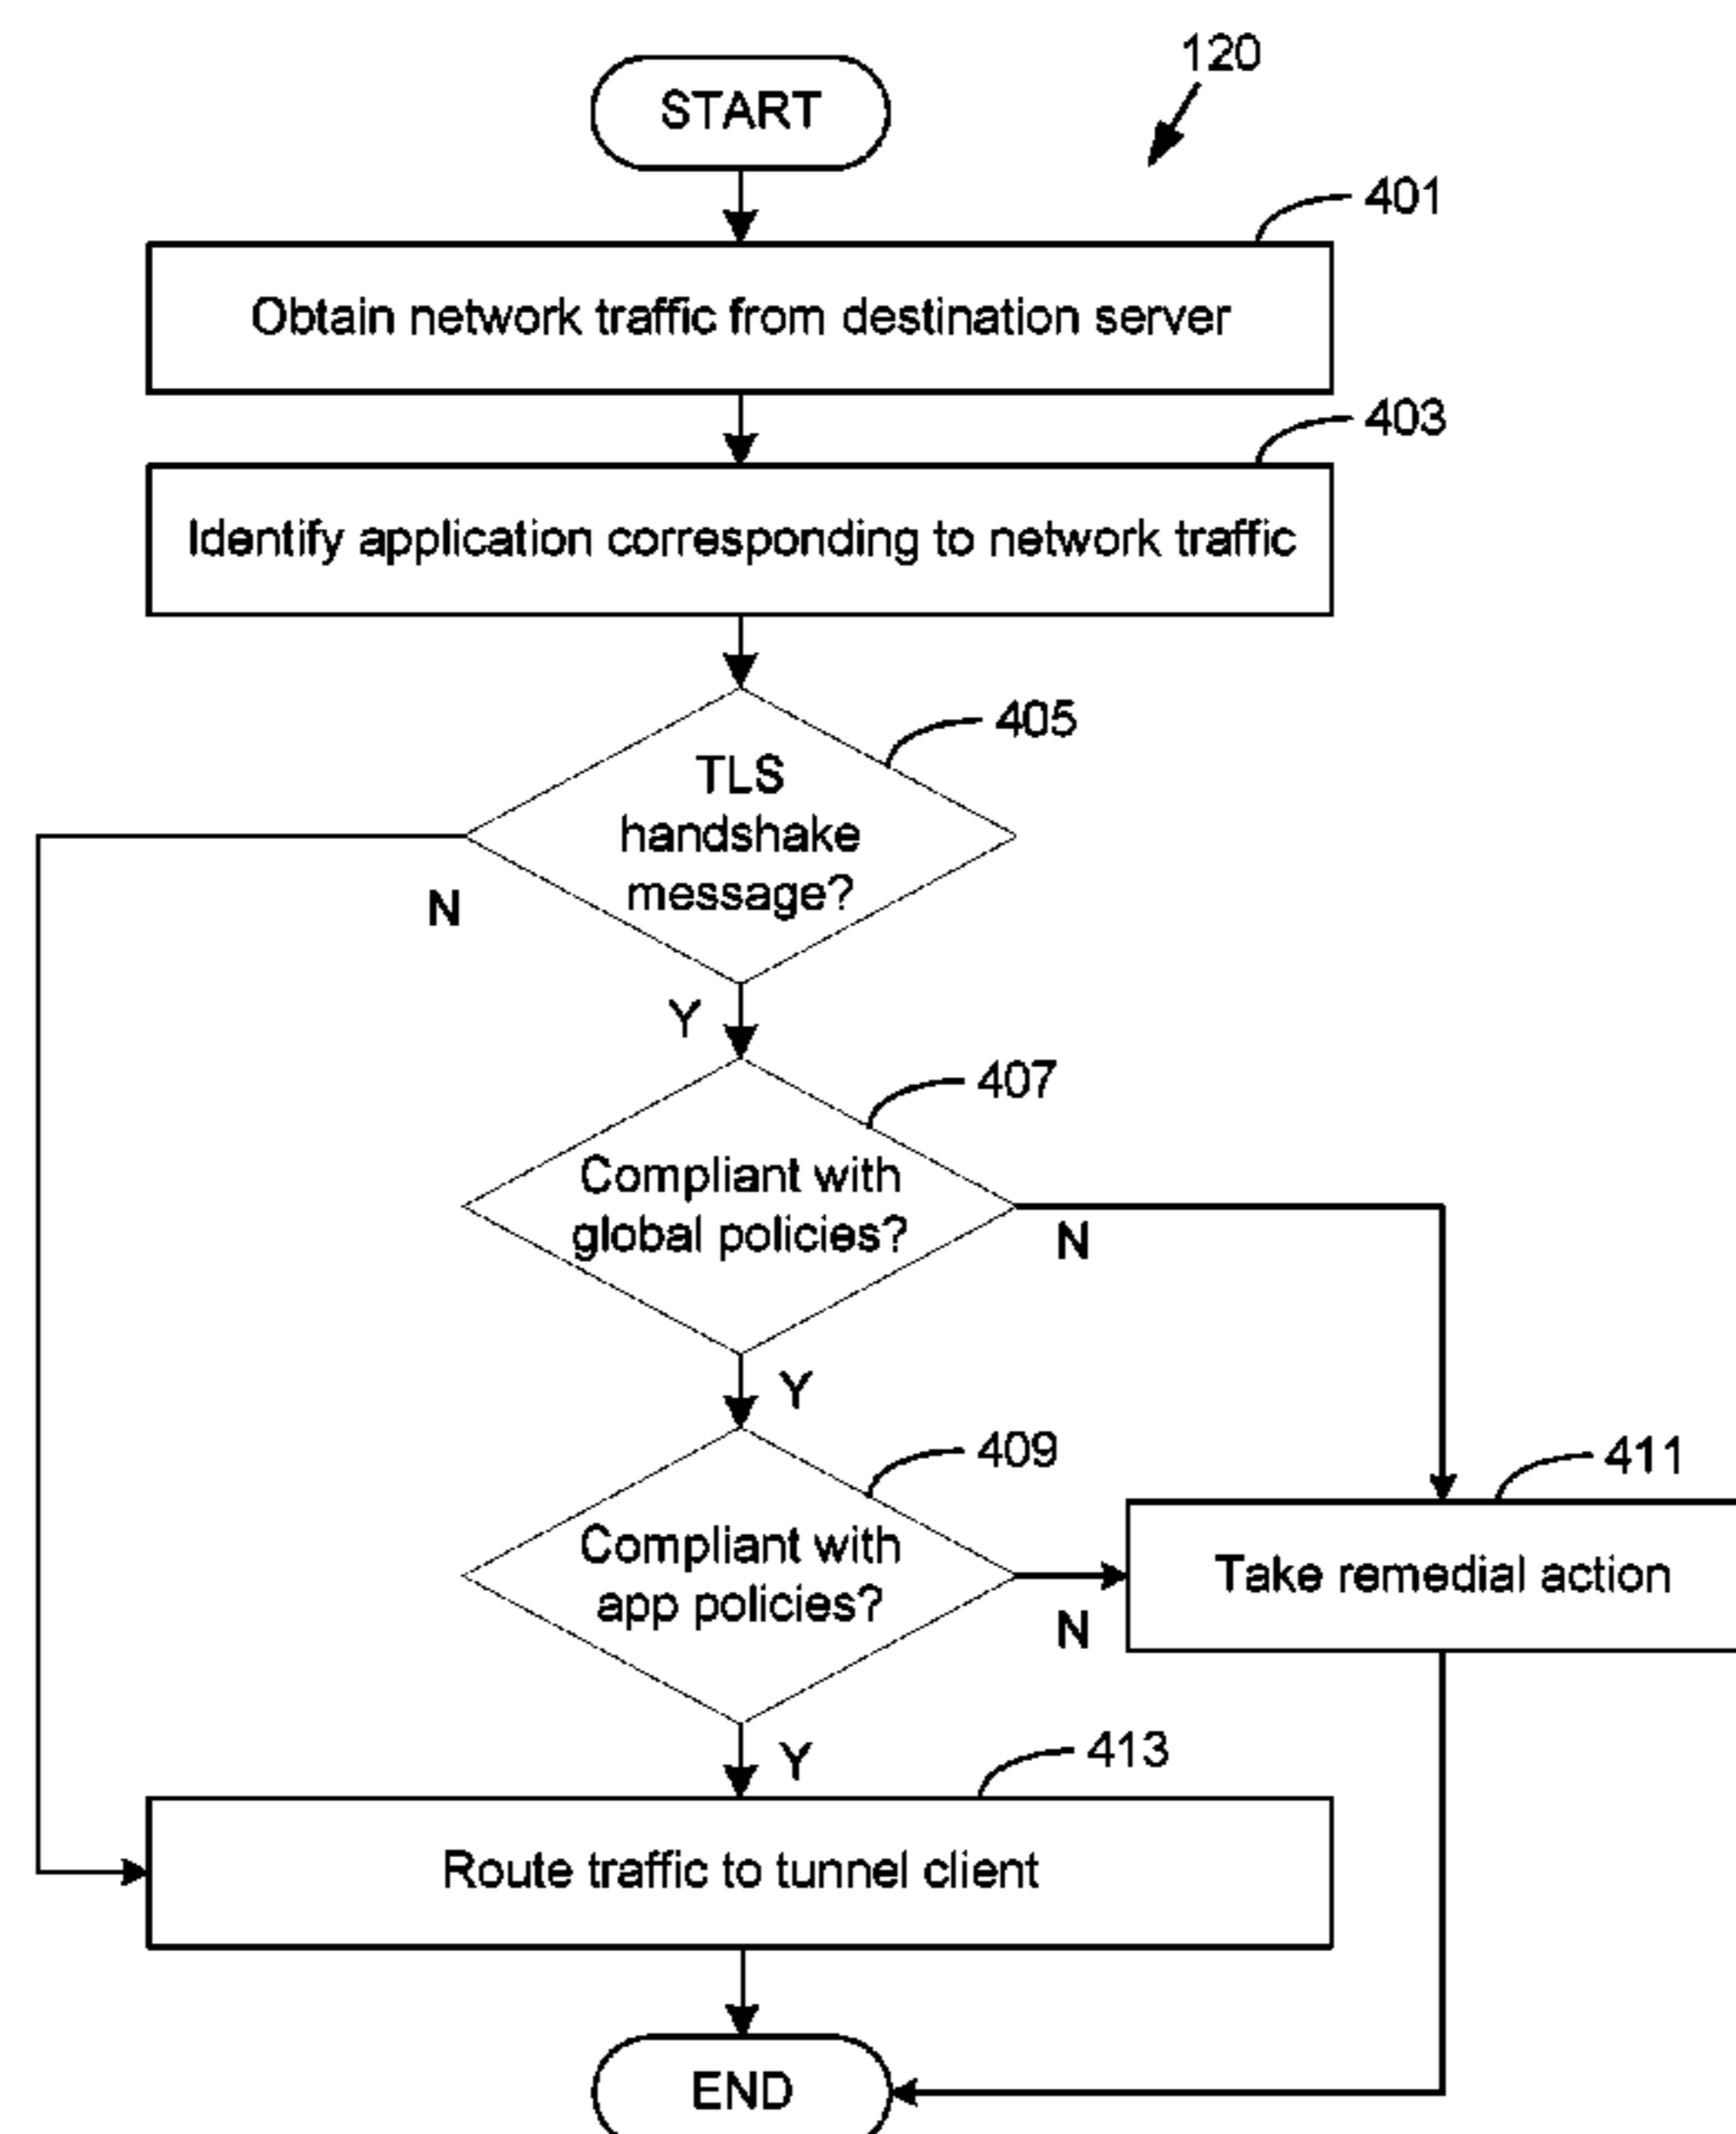 120
START
401
Obtain network traffic from destination server
403
Identify application corresponding to network traffic
405
TLS
handshake
message?
N
Y
407
Compliant with
global policies?
N
Y
409
Compliant with
app policies?
N
411
Take remedial action
Y
413
Route traffic to tunnel client
END